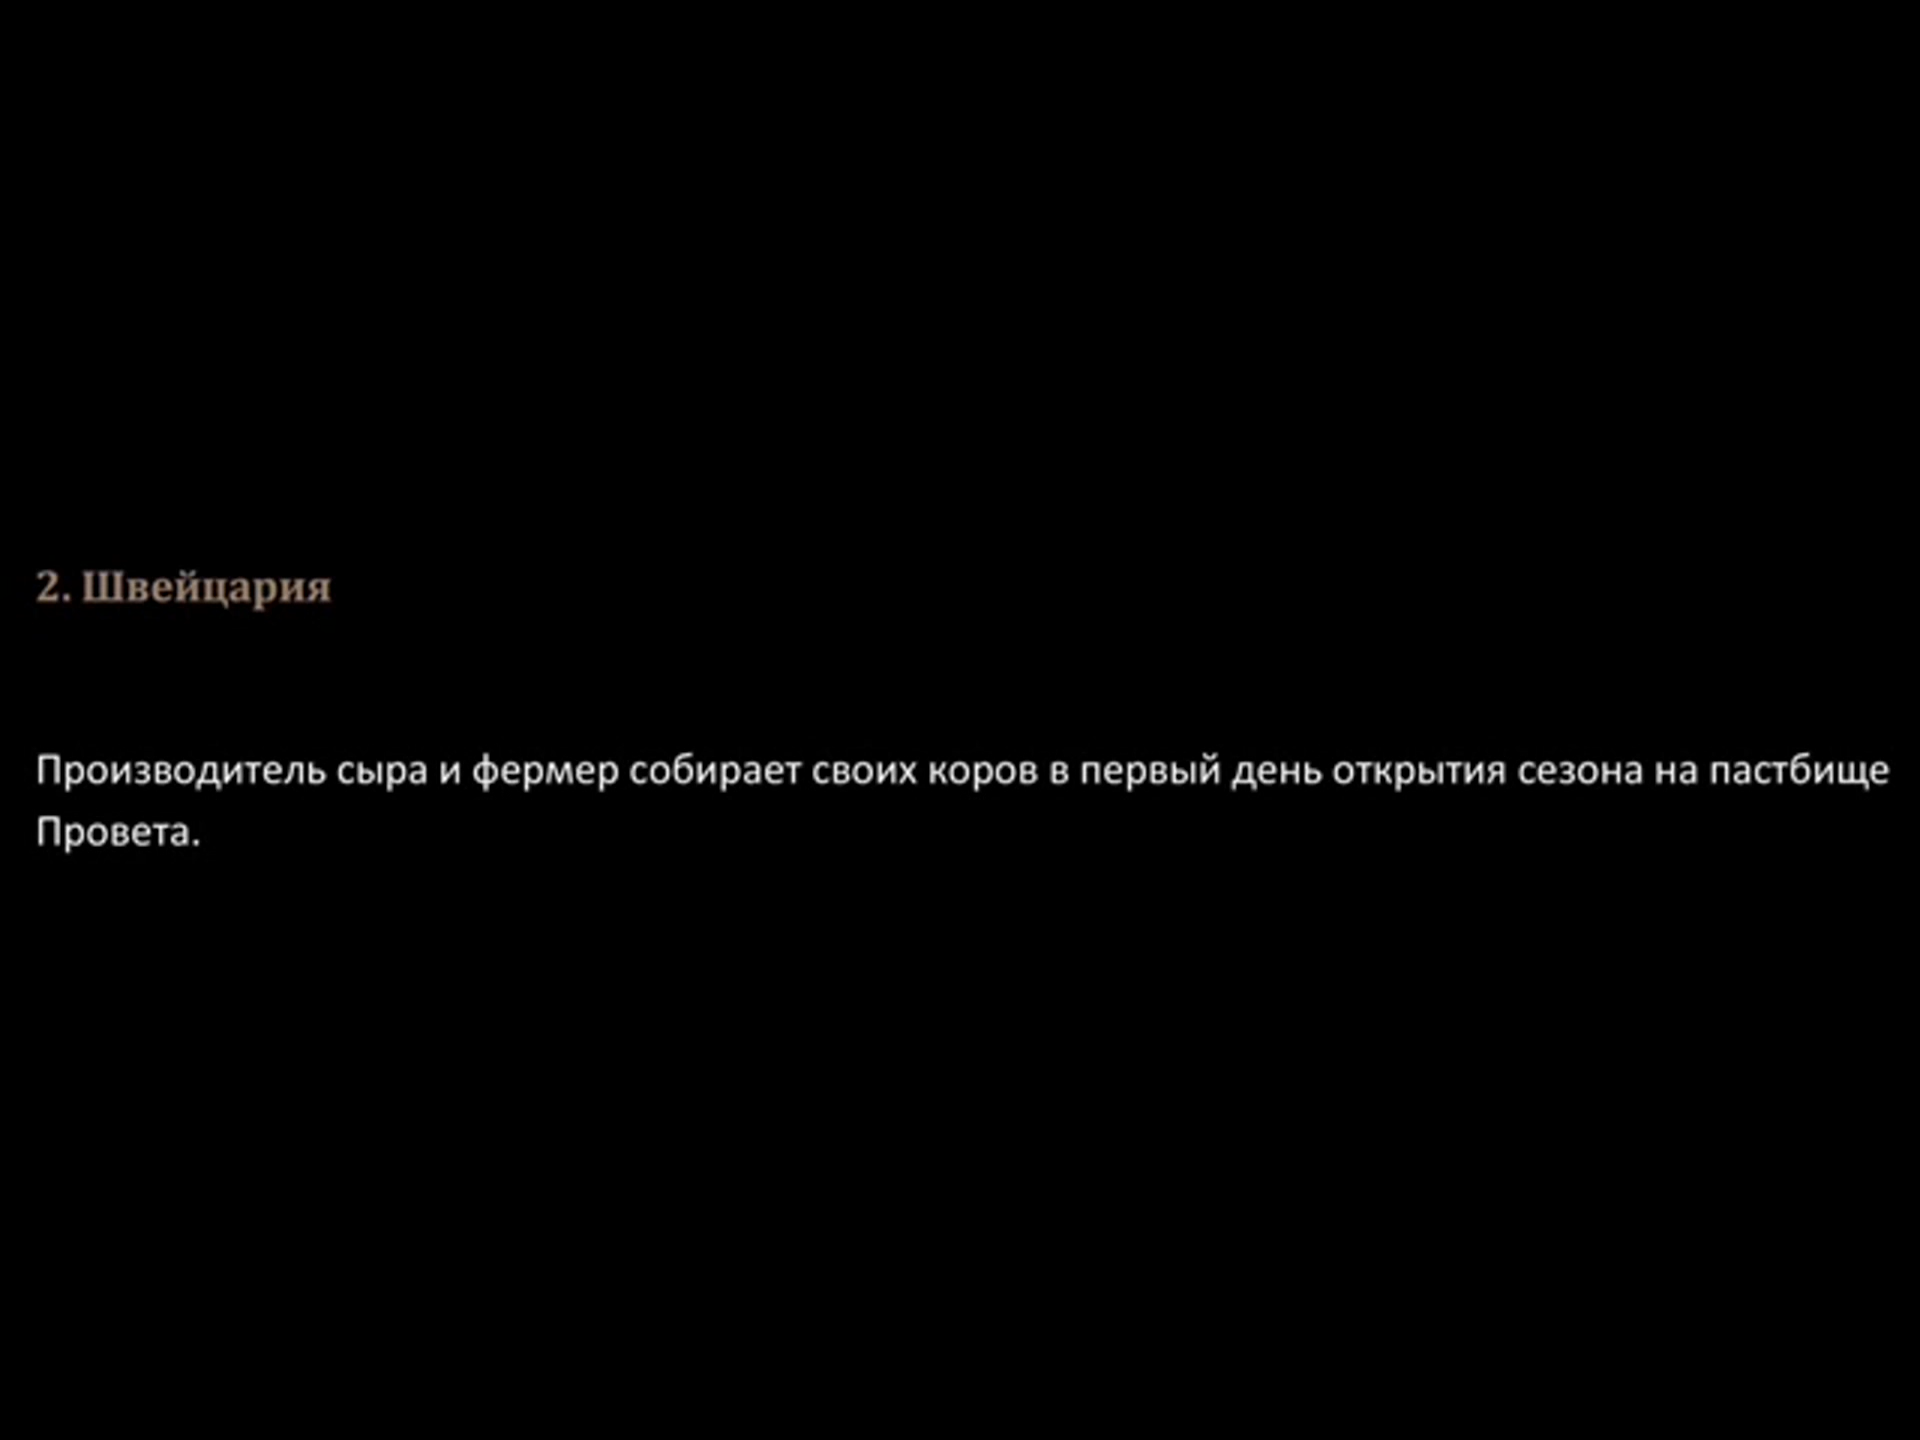 2. Швейцария
Производитель сыра и фермер собирает своих коров в первый день открытия сезона на пастбище
Провета.